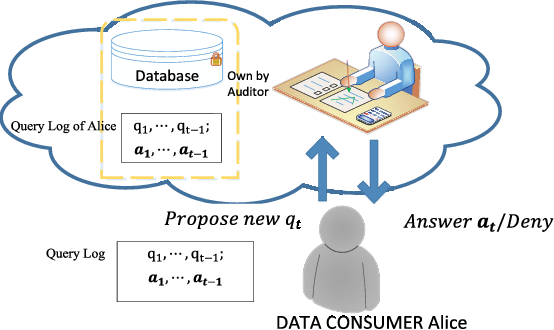 Database
Own by
Auditor
Query Log of Alice
q₁,⋯,qₜ₋₁;
a₁,⋯,aₜ₋₁
Propose new qₜ
Answer aₜ/Deny
Query Log
q₁,⋯,qₜ₋₁;
a₁,⋯,aₜ₋₁
DATA CONSUMER Alice